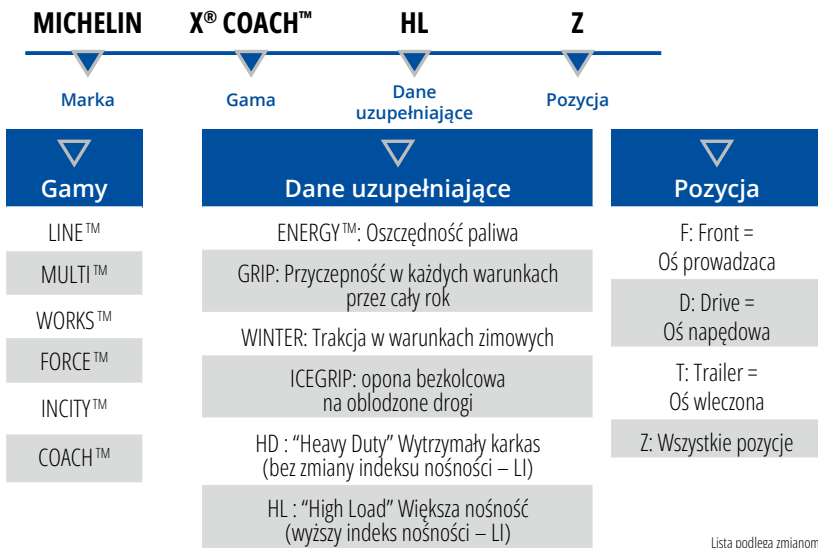 MICHELIN X® COACH™ HL Z
Marka Gama Dane uzupełniające Pozycja
Gamy
LINE™
MULTI™
WORKS™
FORCE™
INCITY™
COACH™
Dane uzupełniające
ENERGY™: Oszczędność paliwa
GRIP: Przyczepność w każdych warunkach
przez cały rok
WINTER: Trakcja w warunkach zimowych
ICEGRIP: opona bezkolcowa
na oblodzone drogi
HD : “Heavy Duty” Wytrzymały karkas
(bez zmiany indeksu nośności – LI)
HL : “High Load” Większa nośność
(wyższy indeks nośności – LI)
Pozycja
F: Front =
Oś prowadzaca
D: Drive =
Oś napędowa
T: Trailer =
Oś wleczona
Z: Wszystkie pozycje
Lista podlega zmianom